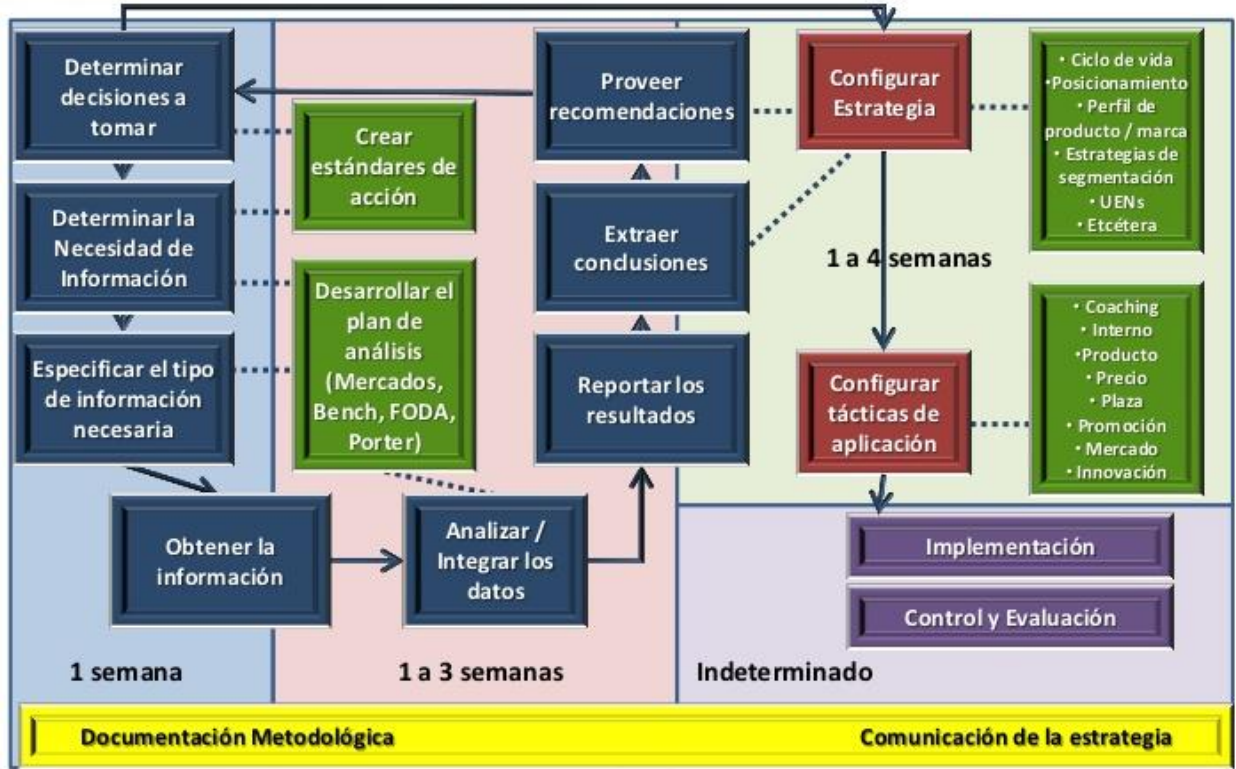 Determinar
decisiones a
tomar
Determinar la
Necesidad de
Información
Especificar el tipo
de información
necesaria
Obtener la
información
1 semana
Crear
estándares de
acción
Desarrollar el
plan de
análisis
(Mercados,
Bench, FODA,
Porter)
Analizar /
Integrar los
datos
Proveer
recomendaciones
Extraer
conclusiones
Reportar los
resultados
1 a 3 semanas
Configurar
Estrategia
1 a 4 semanas
Configurar
tácticas de
aplicación
• Ciclo de vida
•Posicionamiento
• Perfil de
producto / marca
• Estrategias de
segmentación
• UENs
• Etcétera
• Coaching
• Interno
•Producto
• Precio
• Plaza
• Promoción
• Mercado
• Innovación
Implementación
Control y Evaluación
Indeterminado
Documentación Metodológica
Comunicación de la estrategia